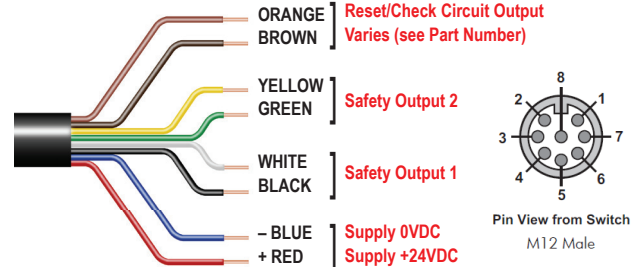 ORANGE
BROWN
Reset/Check Circuit Output
Varies (see Part Number)
YELLOW
GREEN
Safety Output 2
WHITE
BLACK
Safety Output 1
– BLUE
+ RED
Supply 0VDC
Supply +24VDC
8
2
1
3
7
4
6
5
Pin View from Switch
M12 Male